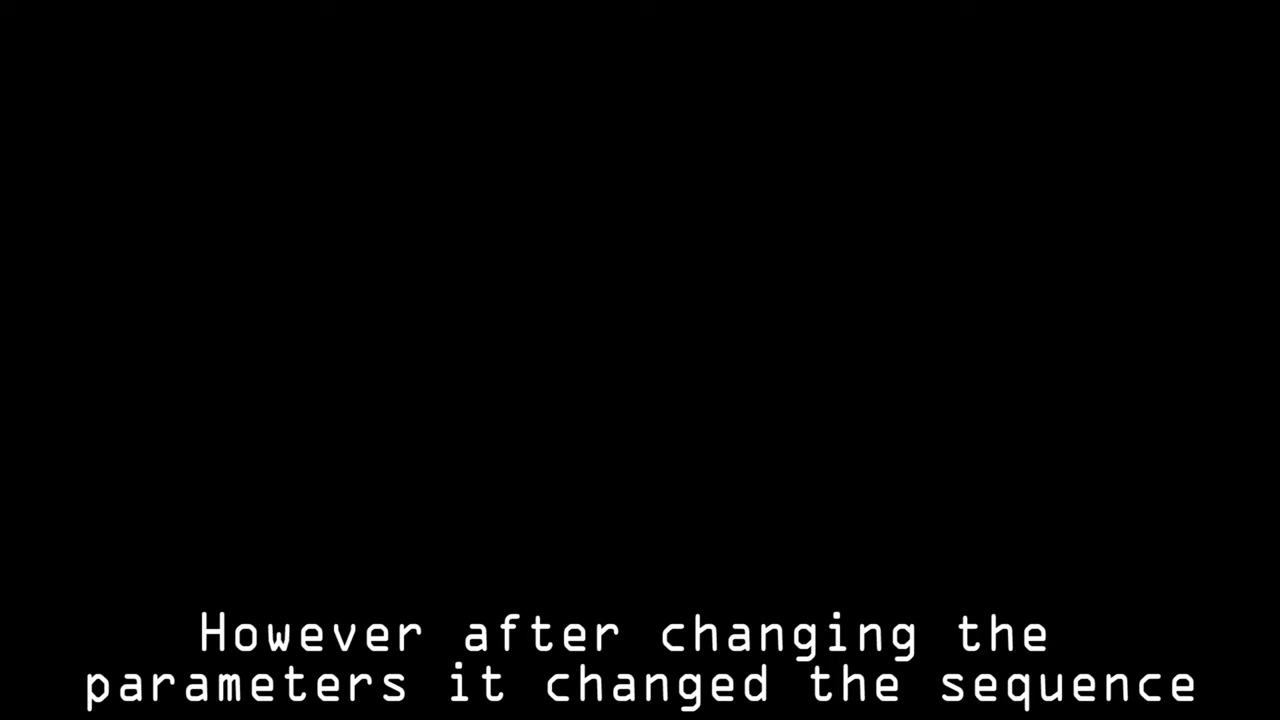 However after changing the
parameters it changed the sequence